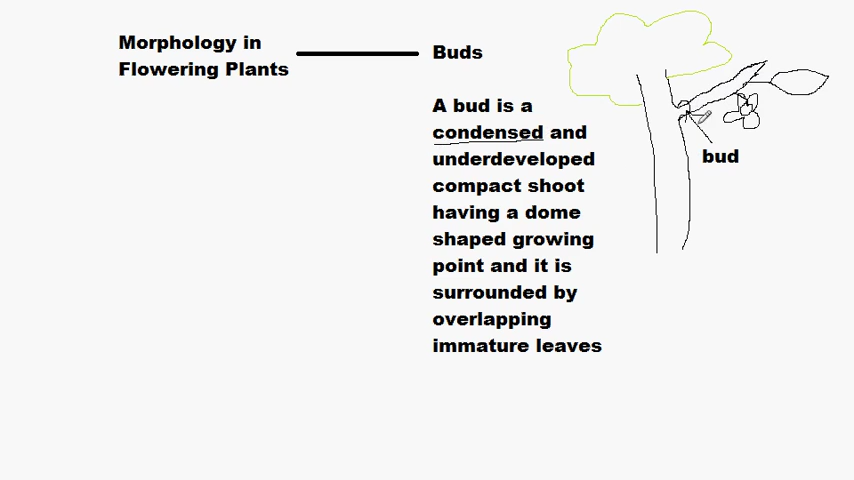 Morphology in
Flowering Plants
Buds
A bud is a
condensed and
underdeveloped
compact shoot
having a dome
shaped growing
point and it is
surrounded by
overlapping
immature leaves
bud